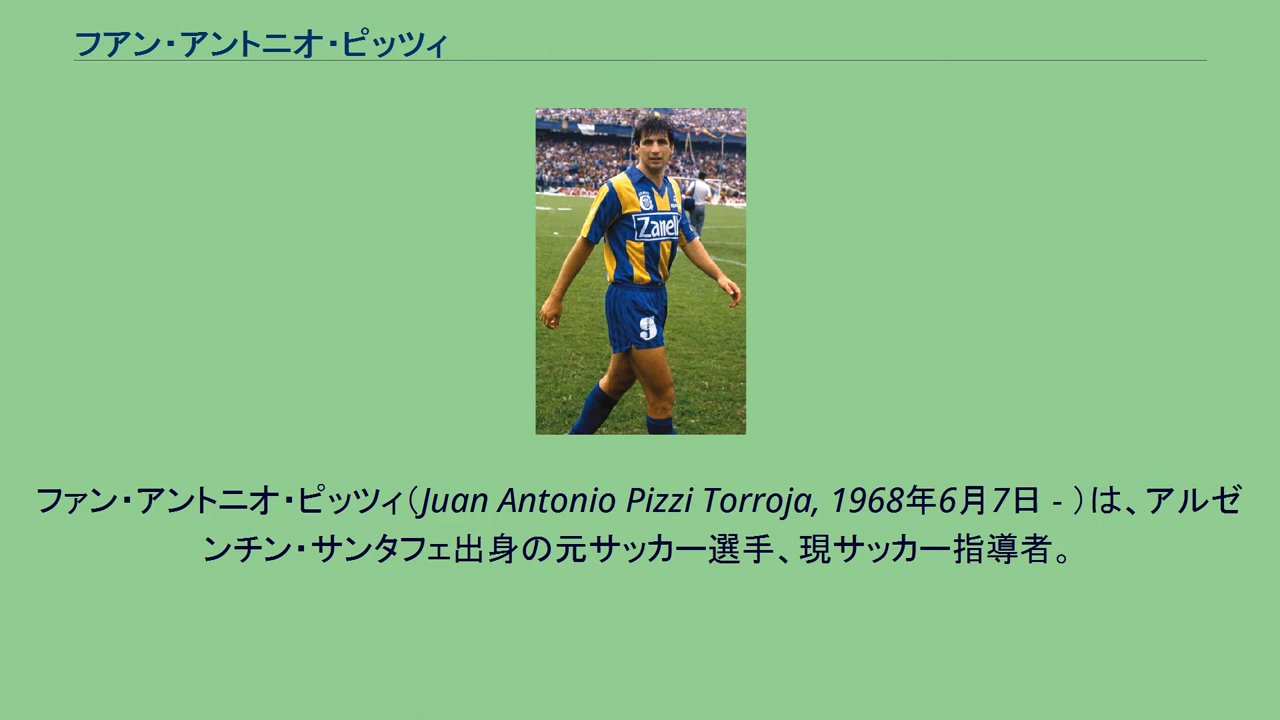 フアン・アントニオ・ピッツィ
Zanell
9
ファン・アントニオ・ピッツィ（Juan Antonio Pizzi Torroja, 1968年6月7日 - ）は、アルゼ
ンチン・サンタフェ出身の元サッカー選手、現サッカー指導者。